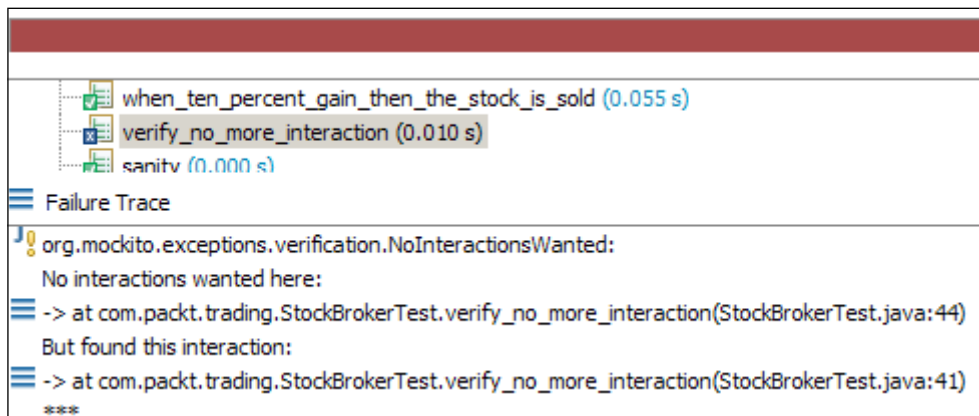 when_ten_percent_gain_then_the_stock_is_sold (0.055 s)
verify_no_more_interaction (0.010 s)
sanity (0.000 s)
Failure Trace
org.mockito.exceptions.verification.NoInteractionsWanted:
No interactions wanted here:
-> at com.packt.trading.StockBrokerTest.verify_no_more_interaction(StockBrokerTest.java:44)
But found this interaction:
-> at com.packt.trading.StockBrokerTest.verify_no_more_interaction(StockBrokerTest.java:41)
***